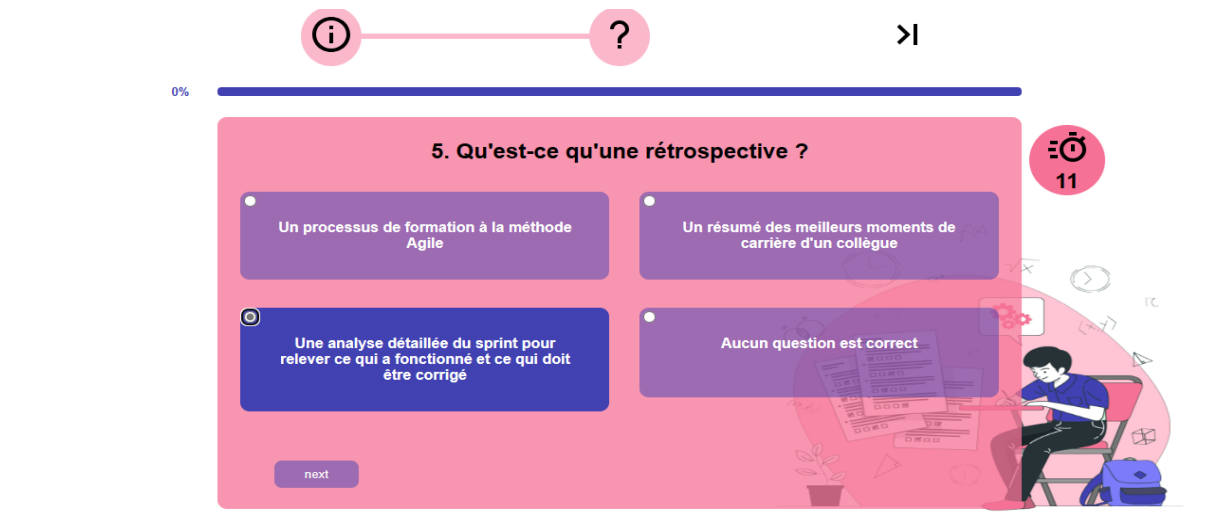 ?
0%
5. Qu'est-ce qu'une rétrospective ?
11
Un processus de formation à la méthode
Agile
Un résumé des meilleurs moments de
carrière d'un collègue
Une analyse détaillée du sprint pour
relever ce qui a fonctionné et ce qui doit
être corrigé
Aucun question est correct
next